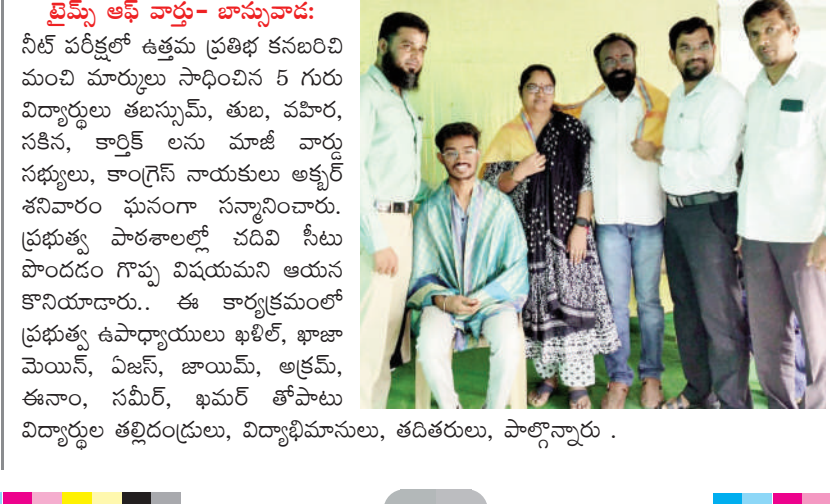 టైమ్స్ ఆఫ్ వార్త- బాన్సువాడ:
నీట్ పరీక్షలో ఉత్తమ ప్రతిభ కనబరిచి
మంచి మార్కులు సాధించిన 5 గురు
విద్యార్థులు తబస్సుమ్, తుబ, వహిర,
సకిన, కార్తిక్ లను మాజీ వార్డు
సభ్యులు, కాంగ్రెస్ నాయకులు అక్బర్
శనివారం ఘనంగా సన్మానించారు.
ప్రభుత్వ పాఠశాలల్లో చదివి సీటు
పొందడం గొప్ప విషయమని ఆయన
కొనియాడారు.. ఈ కార్యక్రమంలో
ప్రభుత్వ ఉపాధ్యాయులు ఖళిల్, ఖాజా
మెయిన్, ఏజస్, జాయిమ్, అక్రమ్,
ఈనాం, సమీర్, ఖమర్ తోపాటు
విద్యార్థుల తల్లిదండ్రులు, విద్యాభిమానులు, తదితరులు, పాల్గొన్నారు .